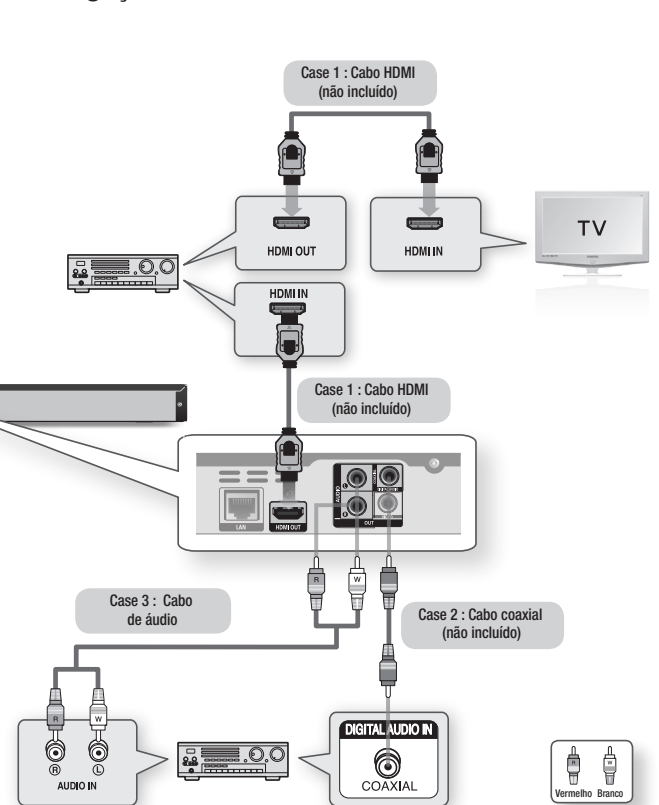 Case 1 : Cabo HDMI
(não incluído)
HDMI OUT
HDMI IN
TV
HDMI IN
Case 1 : Cabo HDMI
(não incluído)
LAN
HDMI OUT
AUDIO
L
R
OUT
R
W
Case 3 : Cabo
de áudio
Case 2 : Cabo coaxial
(não incluído)
R
W
R
L
AUDIO IN
DIGITAL AUDIO IN
COAXIAL
R
W
Vermelho Branco